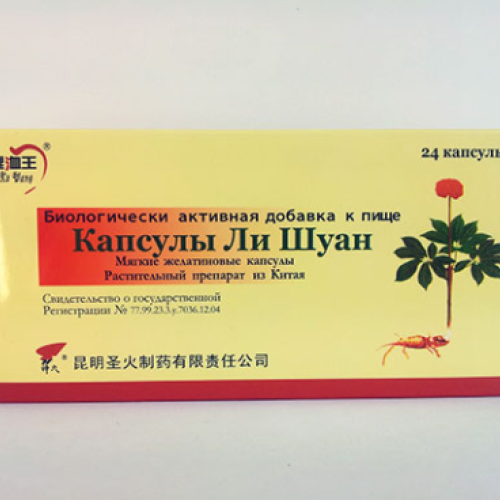 海王
24 капсулы
Биологически активная добавка к пище
Капсулы Ли Шуан
Мягкие желатиновые капсулы
Растительный препарат из Китая
Свидетельство о государственной
Регистрации № 77.99.23.3.у.7036.12.04
昆明圣火制药有限责任公司